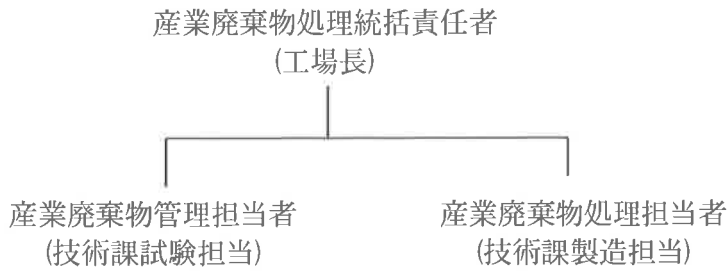 産業廃棄物処理統括責任者
(工場長)
産業廃棄物管理担当者
(技術課試験担当)
産業廃棄物処理担当者
(技術課製造担当)